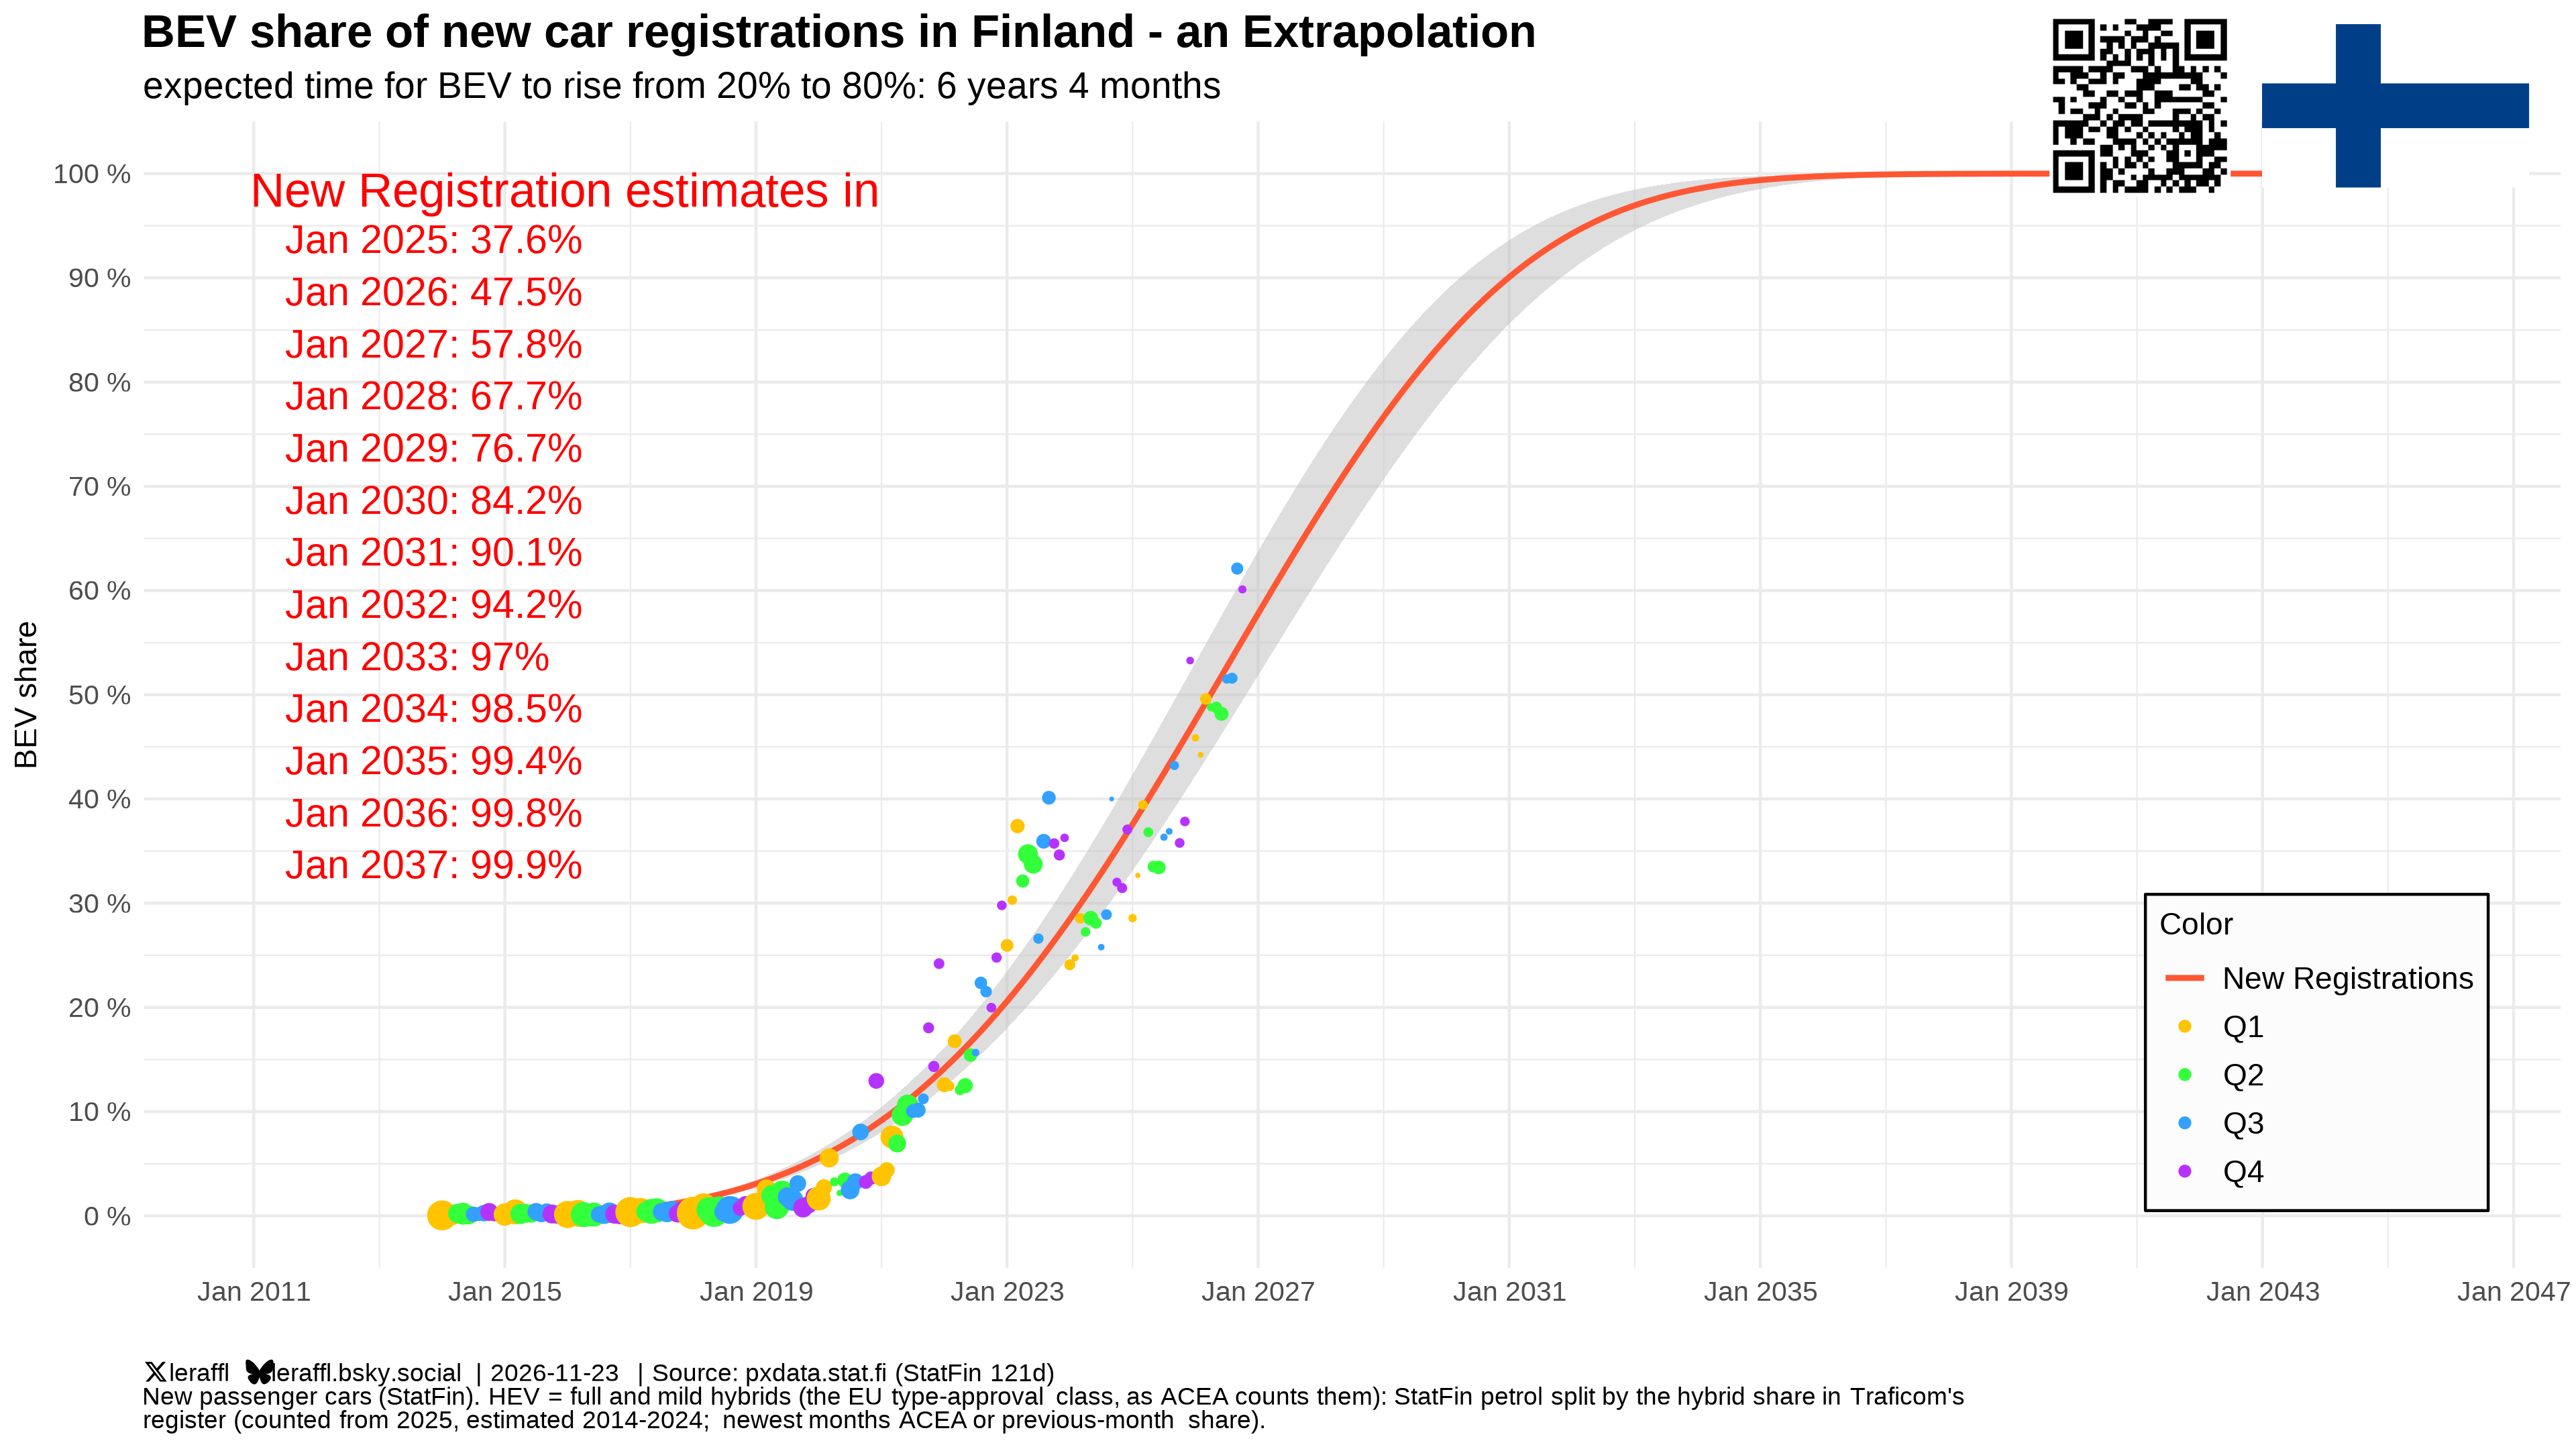 BEV share of new car registrations in Finland - an Extrapolation
expected time for BEV to rise from 20% to 80%: 6 years 4 months
New Registration estimates in
Jan 2025: 37.6%
Jan 2026: 47.5%
Jan 2027: 57.8%
Jan 2028: 67.7%
Jan 2029: 76.7%
Jan 2030: 84.2%
Jan 2031: 90.1%
Jan 2032: 94.2%
Jan 2033: 97%
Jan 2034: 98.5%
Jan 2035: 99.4%
Jan 2036: 99.8%
Jan 2037: 99.9%
100 %
90 %
80 %
70 %
60 %
50 %
40 %
30 %
20 %
10 %
0 %
BEV share
Color
New Registrations
Q1
Q2
Q3
Q4
Jan 2011 Jan 2015 Jan 2019 Jan 2023 Jan 2027 Jan 2031 Jan 2035 Jan 2039 Jan 2043 Jan 2047
leraffl leraffl.bsky.social | 2026-11-23 | Source: pxdata.stat.fi (StatFin 121d)
New passenger cars (StatFin). HEV = full and mild hybrids (the EU type-approval class, as ACEA counts them): StatFin petrol split by the hybrid share in Traficom's
register (counted from 2025, estimated 2014-2024; newest months ACEA or previous-month share).